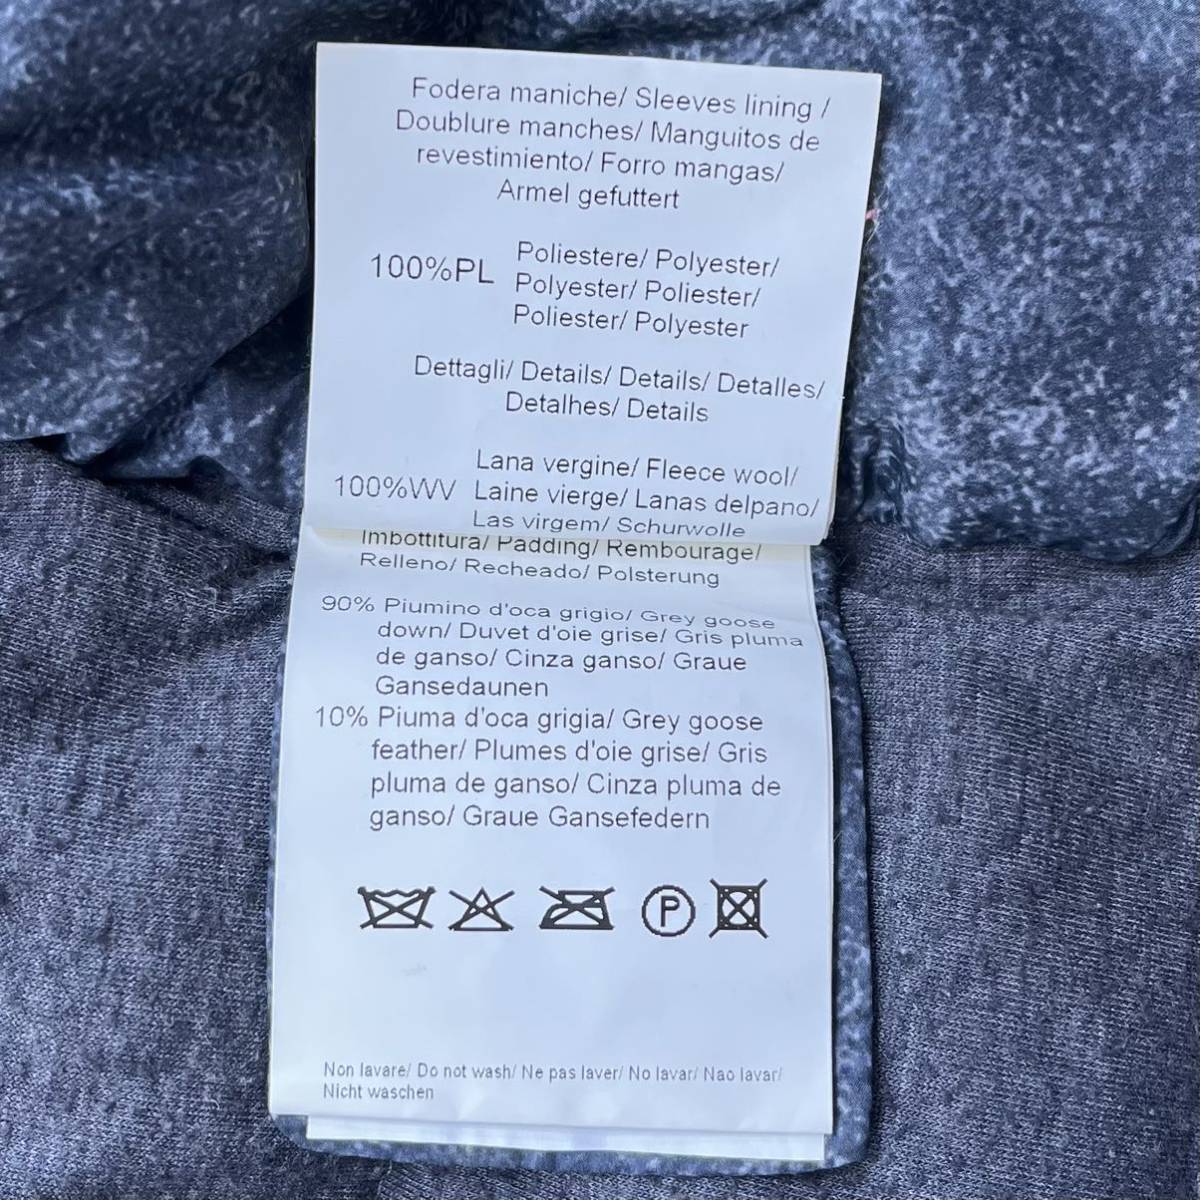 Fodera maniche/ Sleeves lining /
Doublure manches/ Manguitos de
revestimiento/ Forro mangas/
Armel gefuttert
100%PL Poliestere/ Polyester/
Polyester/ Poliester/
Poliester/ Polyester
Dettagli/ Details/ Details/ Detalles/
Detalhes/ Details
Lana vergine/ Fleece wool/
100%WV Laine vierge/ Lanas delpano/
Las virgem/ Schurwolle
Imbottitura/ Padding/ Rembourage/
Relleno/ Recheado/ Polsterung
90% Piumino d'oca grigio/ Grey goose
down/ Duvet d'oie grise/ Gris pluma
de ganso/ Cinza ganso/ Graue
Gansedaunen
10% Piuma d'oca grigia/ Grey goose
feather/ Plumes d'oie grise/ Gris
pluma de ganso/ Cinza pluma de
ganso/ Graue Gansefedern
P
Non lavare/ Do not wash/ Ne pas laver/ No lavar/ Nao lavar/
Nicht waschen